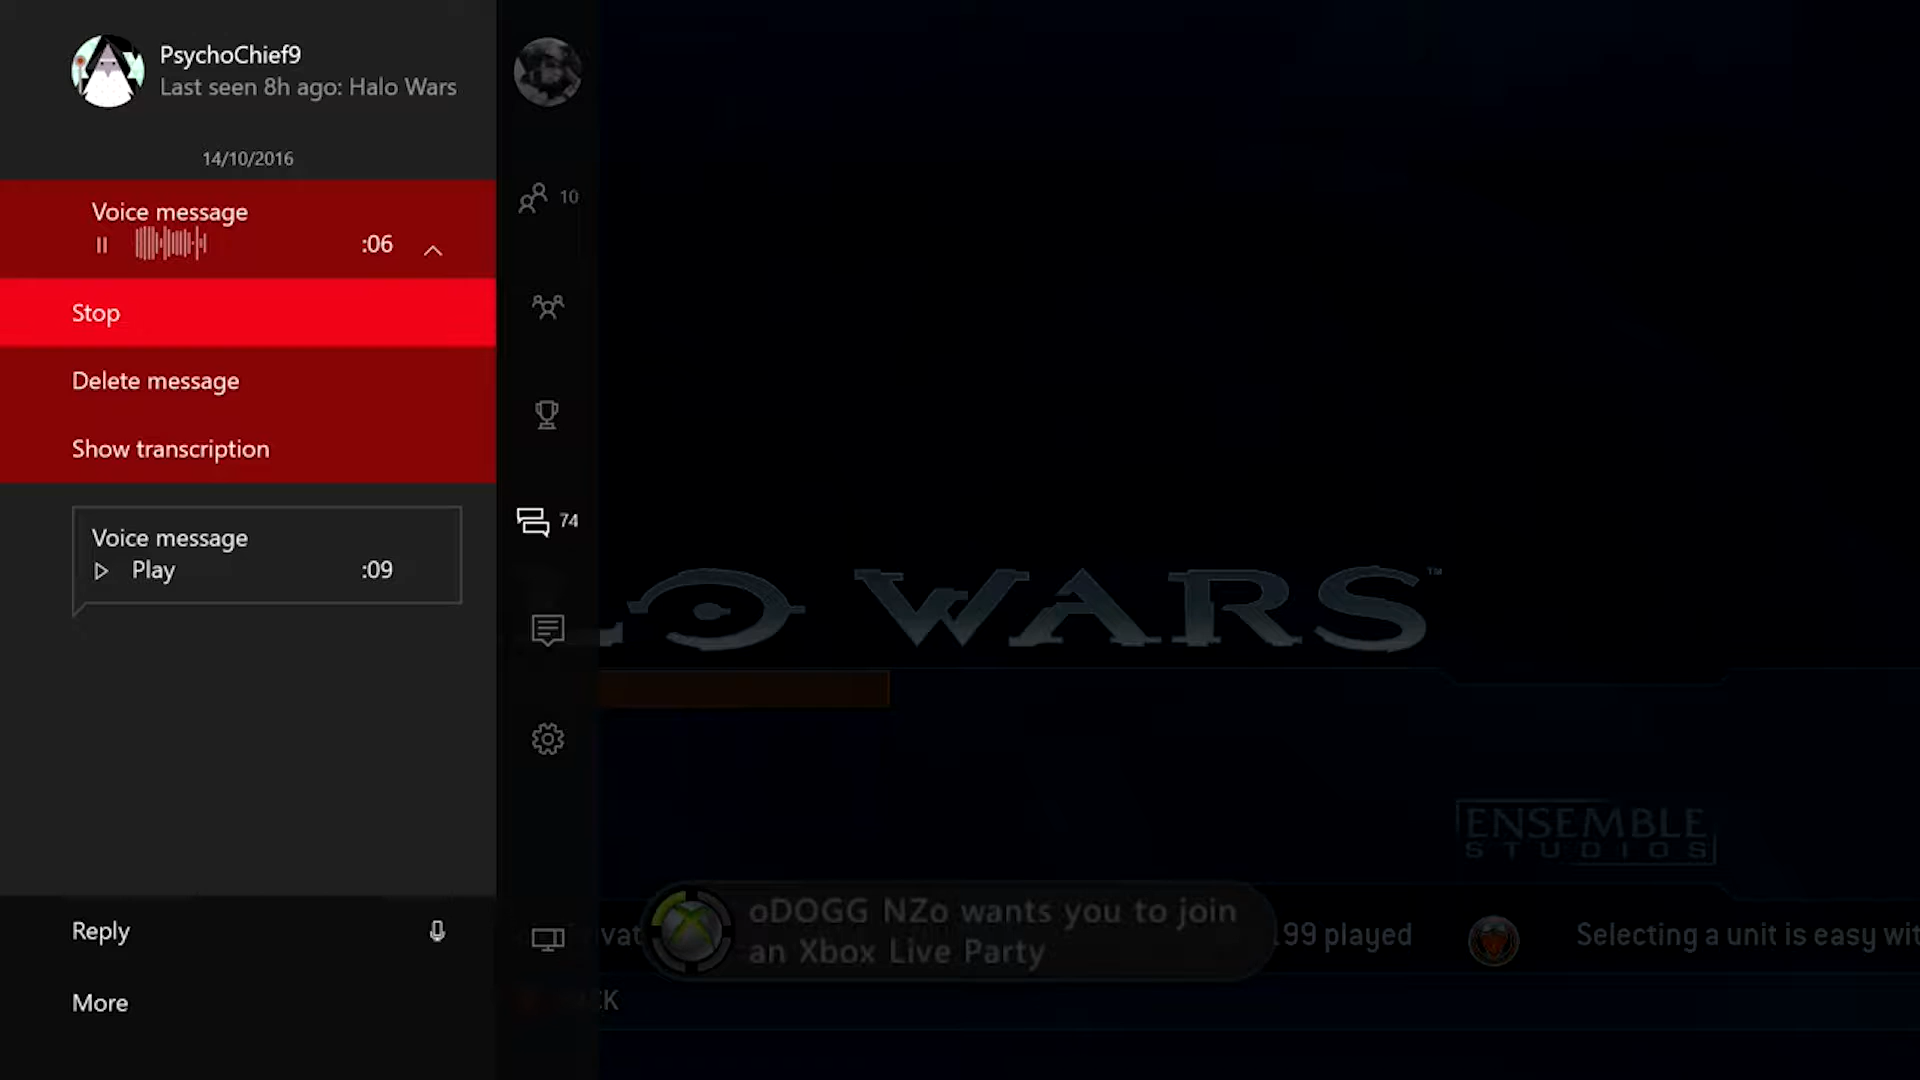 PsychoChief9
Last seen 8h ago: Halo Wars
14/10/2016
Voice message
:06
Stop
Delete message
Show transcription
Voice message
Play :09
Reply
More
10
74
WARS™
ENSEMBLE
STUDIOS
oDOGG NZo wants you to join
an Xbox Live Party
99 played
Selecting a unit is easy